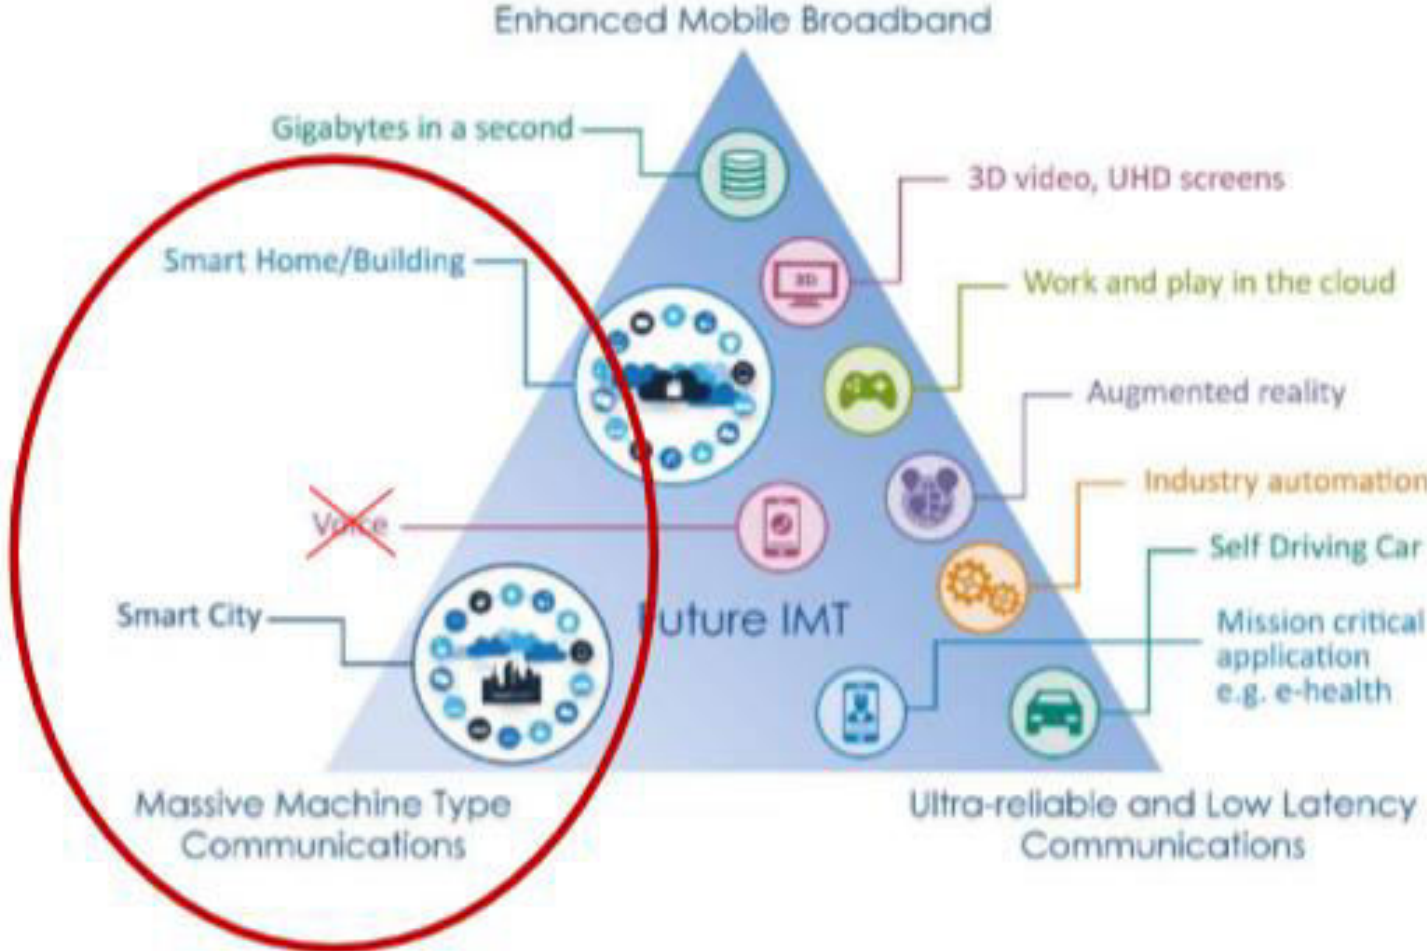 Enhanced Mobile Broadband
Gigabytes in a second
3D video, UHD screens
Smart Home/Building
3D
Work and play in the cloud
Augmented reality
Industry automation
Voice
Self Driving Car
Smart City
Future IMT
Mission critical
application
e.g. e-health
Massive Machine Type
Communications
Ultra-reliable and Low Latency
Communications